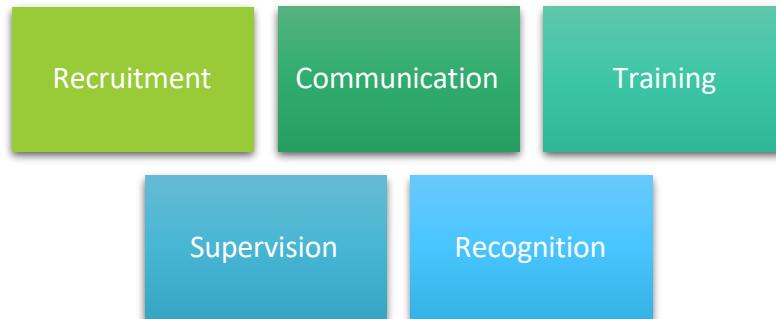 Recruitment
Communication
Training
Supervision
Recognition